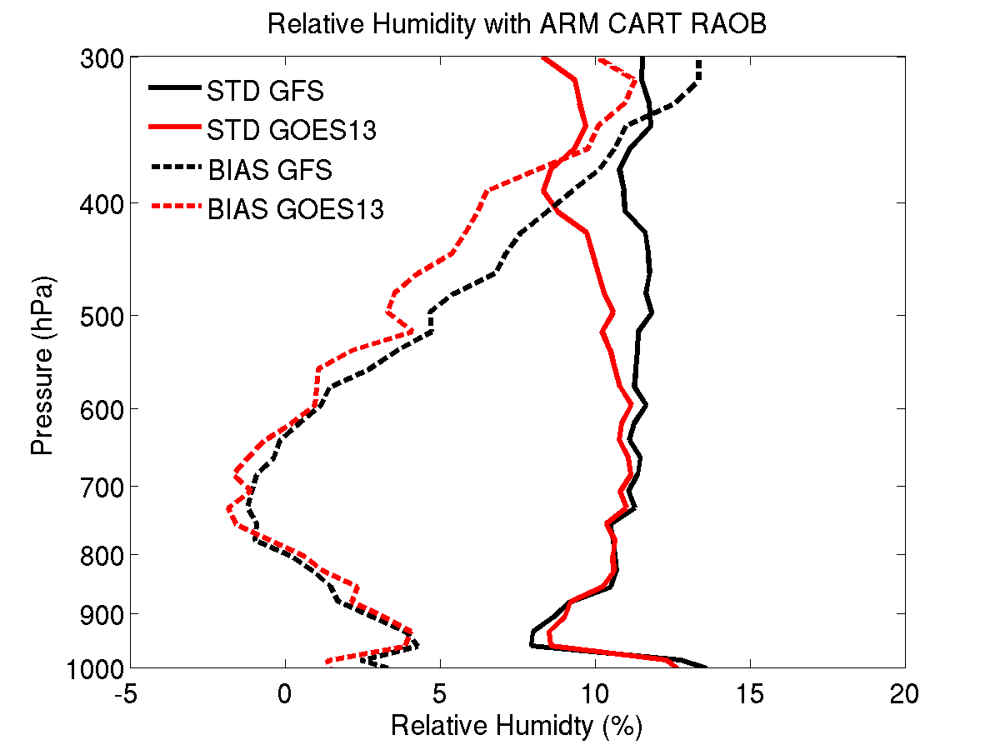 Relative Humidity with ARM CART RAOB
STD GFS
STD GOES13
BIAS GFS
BIAS GOES13
Pressure (hPa)
300
400
500
600
700
800
900
1000
-5
0
5
10
15
20
Relative Humidty (%)